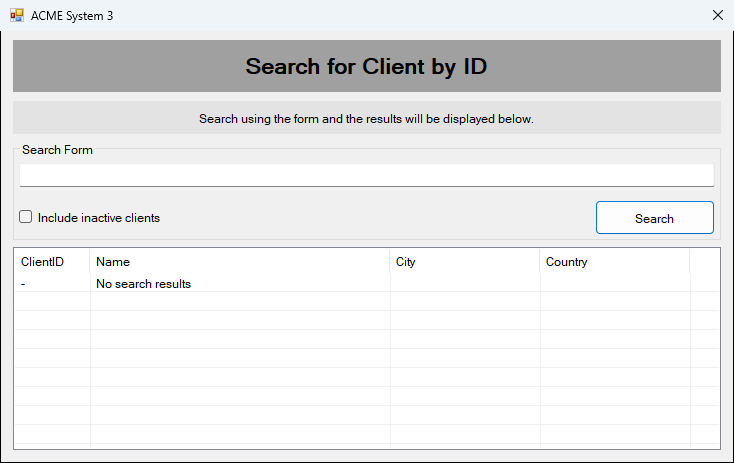 ACME System 3
Search for Client by ID
Search using the form and the results will be displayed below.
Search Form
Include inactive clients
Search
ClientID Name City Country
- No search results